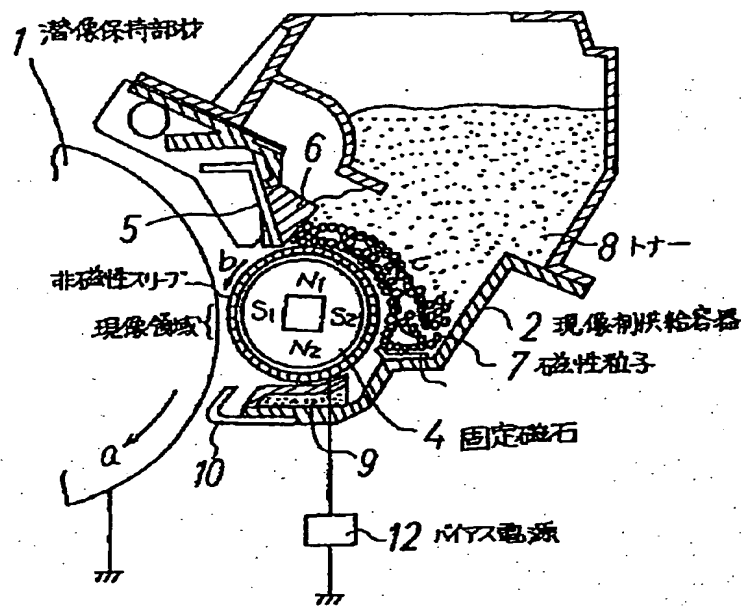 1 潜像保持部材
6
5
8 トナー
b
非磁性スリーブ
N1
S1
S2
N2
現像領域
2 現像剤供給容器
7 磁性粒子
4 固定磁石
a
10
9
12 バイアス電源